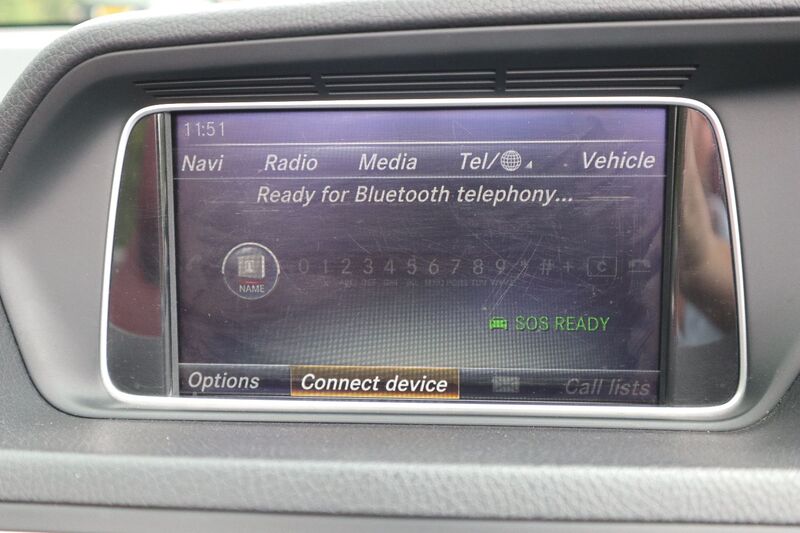 11:51
Navi Radio Media Tel/ Vehicle
Ready for Bluetooth telephony...
T 0 1 2 3 4 5 6 7 8 9 * # + C
NAME
SOS READY
Options Connect device Call lists